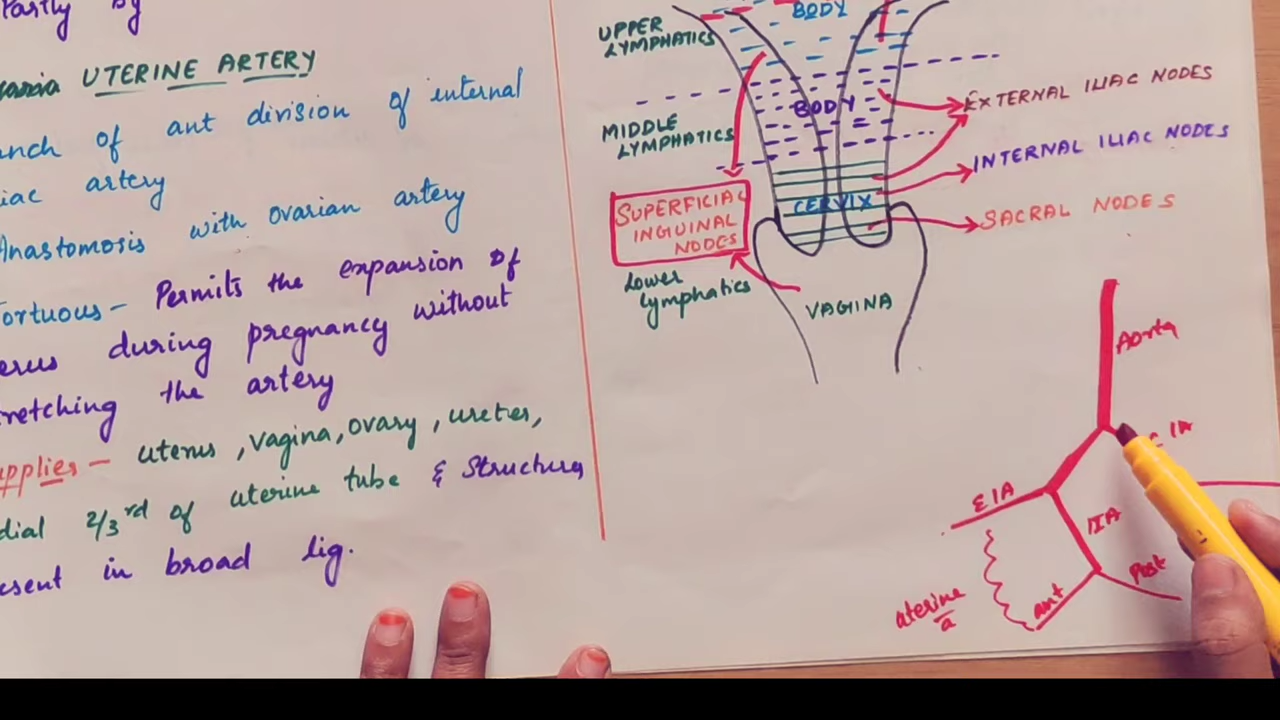 Partly by
UTERINE ARTERY
of ant division of internal
artery
Anastomosis with ovarian artery
Permits the expansion of
during pregnancy without
the artery
uterus, vagina, ovary, ureter,
2/3rd of uterine tube & structures
in broad lig.
BODY
UPPER
LYMPHATICS
BODY
MIDDLE
LYMPHATICS
EXTERNAL ILIAC NODES
INTERNAL ILIAC NODES
CERVIX
SUPERFICIAL
INGUINAL
NODES
SACRAL NODES
Lower
lymphatics
VAGINA
Aorta
CIA
EIA
IIA
Post
ant
uterine
a